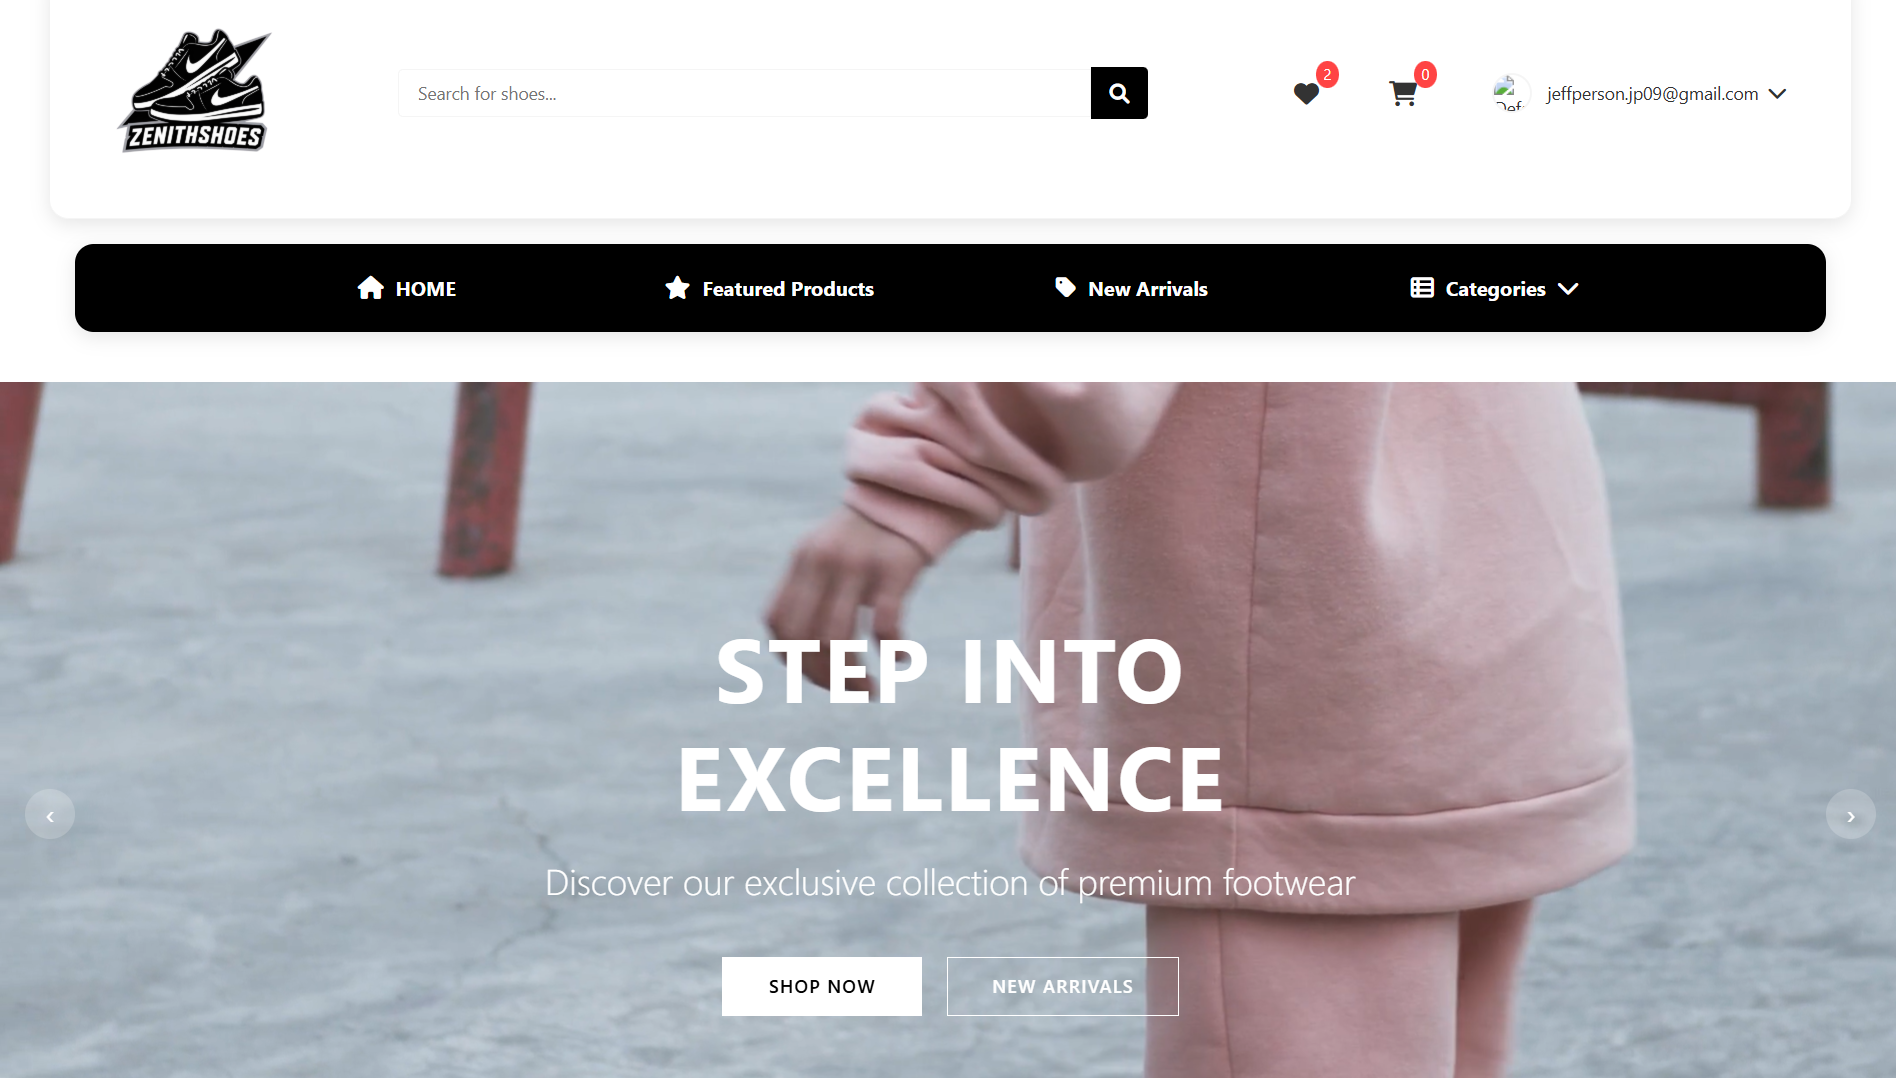 ZENITHSHOES
Search for shoes...
2
0
jeffperson.jp09@gmail.com
HOME
Featured Products
New Arrivals
Categories
STEP INTO
EXCELLENCE
Discover our exclusive collection of premium footwear
SHOP NOW
NEW ARRIVALS